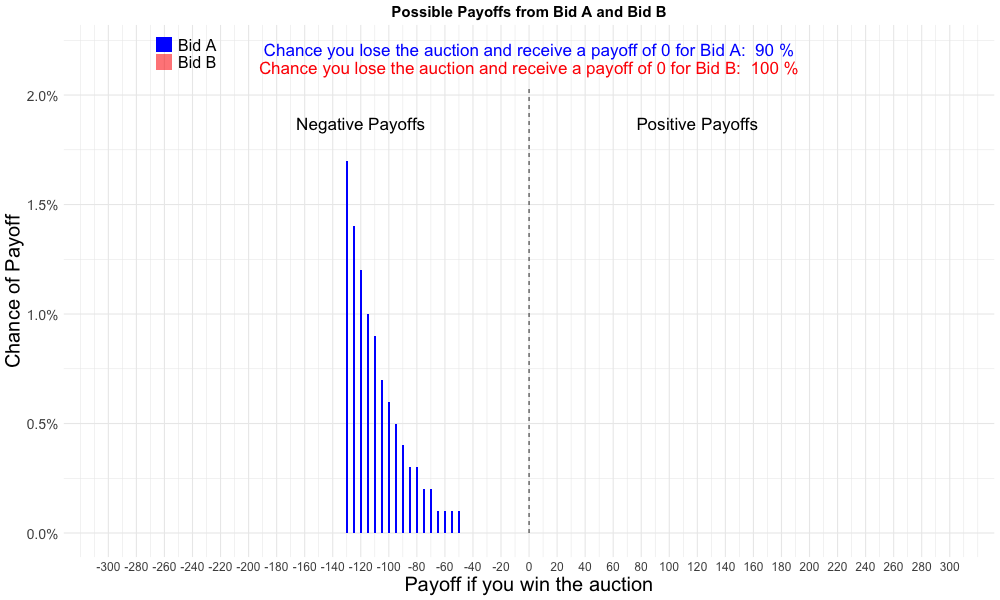 Possible Payoffs from Bid A and Bid B
Bid A
Bid B
Chance you lose the auction and receive a payoff of 0 for Bid A:  90 %
Chance you lose the auction and receive a payoff of 0 for Bid B:  100 %
Negative Payoffs
Positive Payoffs
Chance of Payoff
2.0%
1.5%
1.0%
0.5%
0.0%
-300 -280 -260 -240 -220 -200 -180 -160 -140 -120 -100 -80 -60 -40 -20 0 20 40 60 80 100 120 140 160 180 200 220 240 260 280 300
Payoff if you win the auction